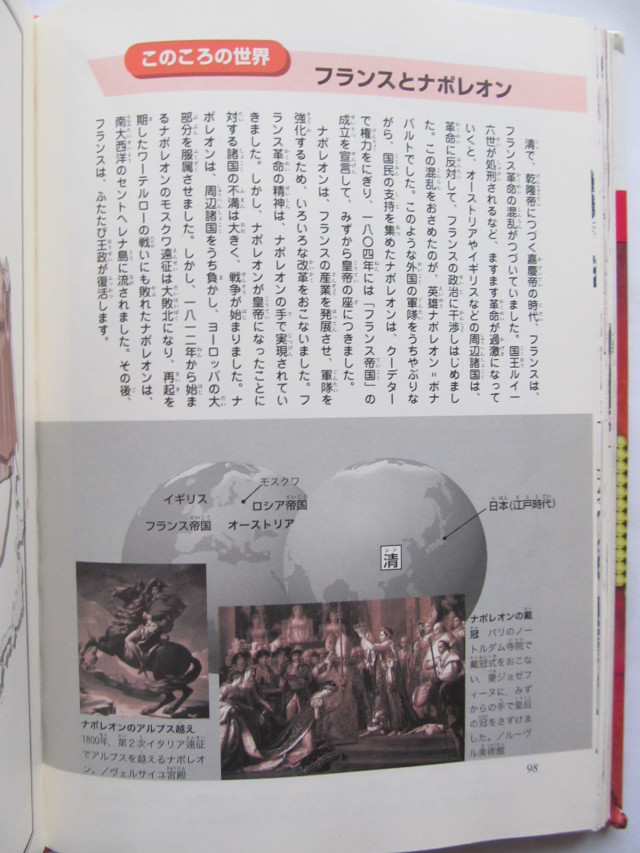 このころの世界
フランスとナポレオン
清で、乾隆帝につづく嘉慶帝の時代、フランスは、
フランス革命の混乱がつづいていました。国王ルイ一
六世が処刑されるなど、ますます革命が過激になって
いくと、オーストリアやイギリスなどの周辺諸国は、
革命に反対して、フランスの政治に干渉しはじめまし
た。この混乱をおさめたのが、英雄ナポレオン=ボナ
パルトでした。このような外国の軍隊をうちやぶりな
がら、国民の支持を集めたナポレオンは、クーデター
で権力をにぎり、一八〇四年には「フランス帝国」の
成立を宣言して、みずから皇帝の座につきました。
ナポレオンは、フランスの産業を発展させ、軍隊を
強化するため、いろいろな改革をおこないました。フ
ランス革命の精神は、ナポレオンの手で実現されてい
きました。しかし、ナポレオンが皇帝になったことに
対する諸国の不満は大きく、戦争が始まりました。ナ
ポレオンは、周辺諸国をうち負かし、ヨーロッパの大
部分を服属させました。しかし、一八一二年から始ま
るナポレオンのモスクワ遠征は大敗北になり、再起を
期したワーテルローの戦いにも敗れたナポレオンは、
南大西洋のセントヘレナ島に流されました。その後、
フランスは、ふたたび王政が復活します。
モスクワ
イギリス
ロシア帝国
フランス帝国
オーストリア
日本(江戸時代)
清
ナポレオンのアルプス越え
1800年、第2次イタリア遠征
でアルプスを越えるナポレオ
ン。/ヴェルサイユ宮殿
ナポレオンの戴
冠 パリのノー
トルダム寺院で
戴冠式をおこな
い、妻ジョゼフ
ィーヌに、みず
からの手で皇后
の冠をさずけま
した。/ルーヴ
ル美術館
98